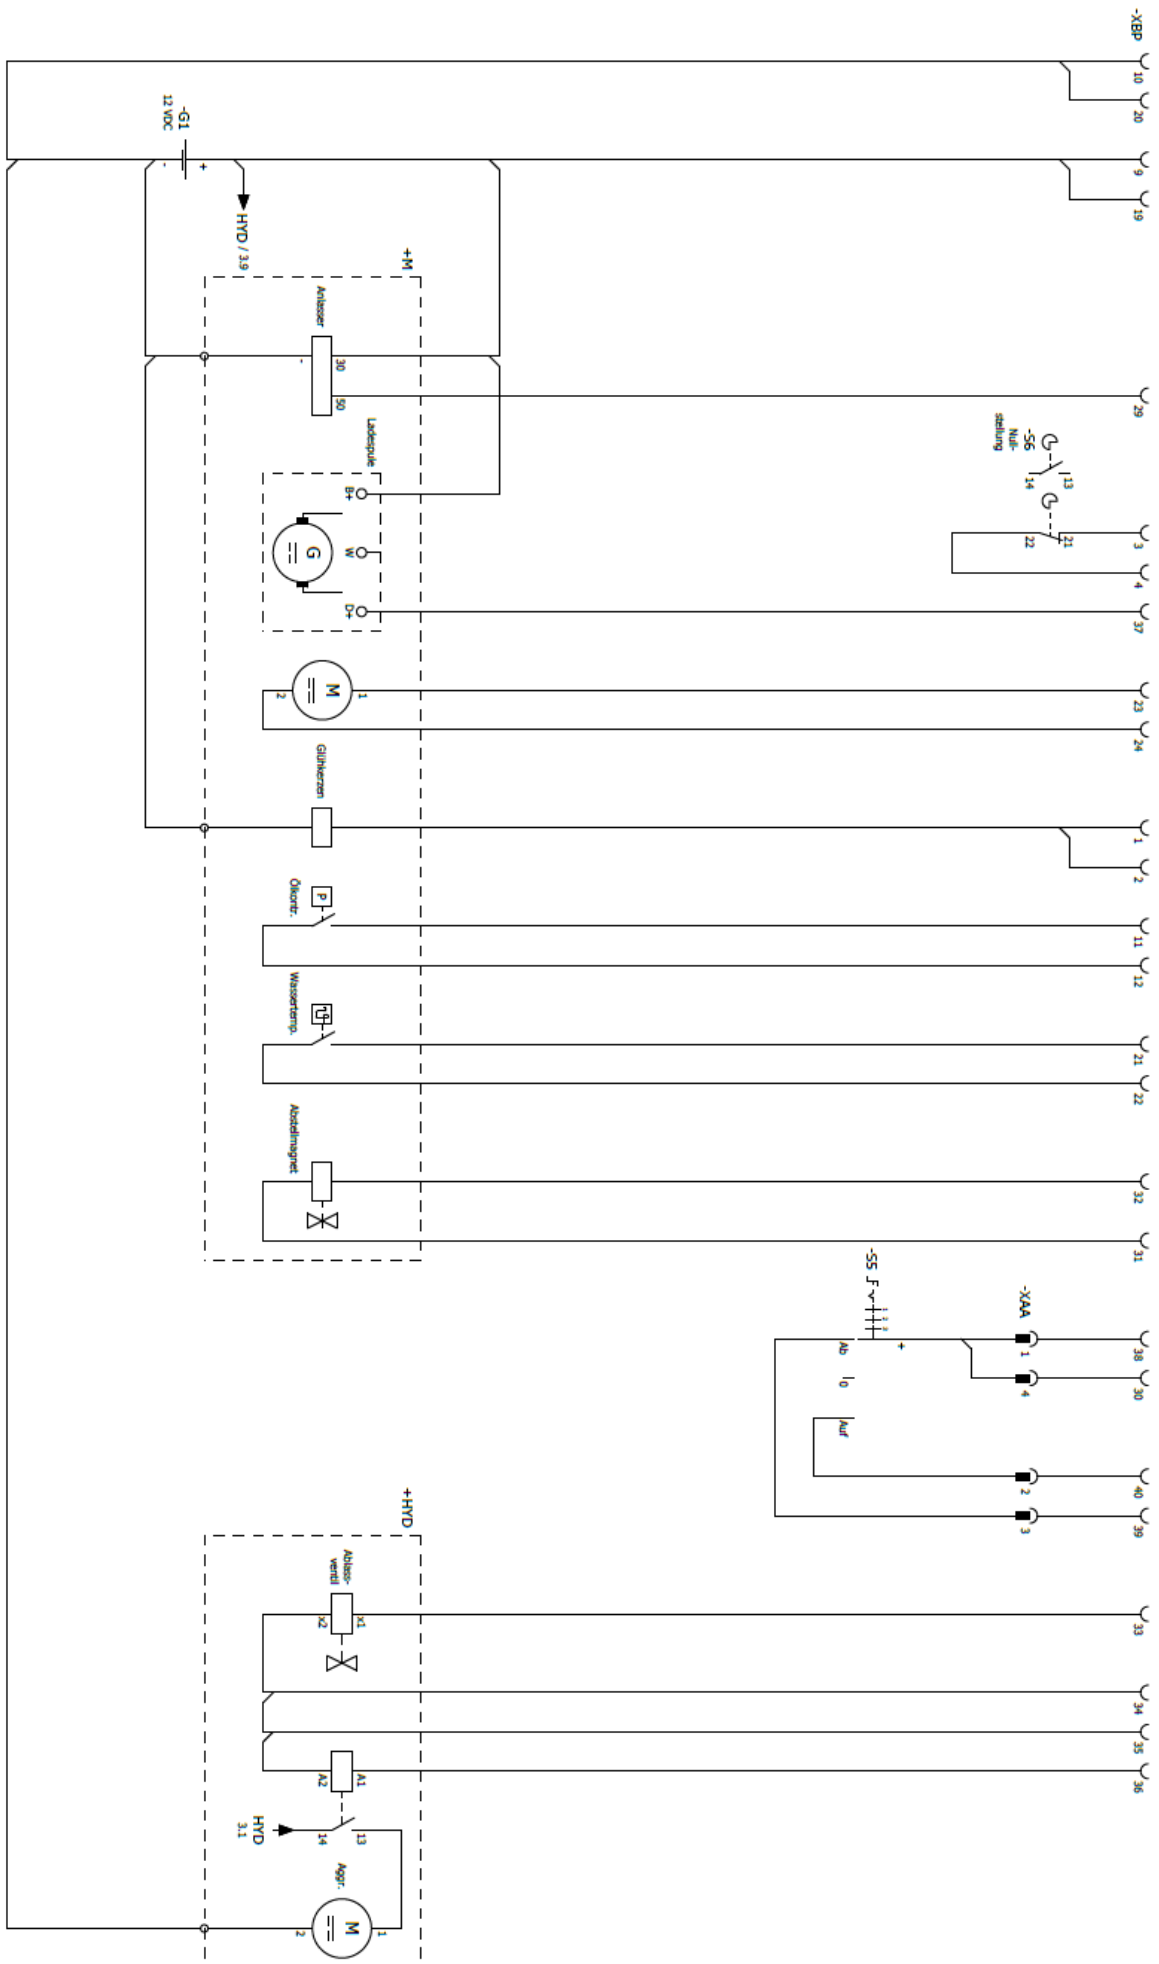 -XBP
10 20 9 19 29 3 4 37 23 24 1 2 11 12 21 22 32 31 38 30 40 39 33 34 35 36
-S6
Null-
stellung
13
14
21
22
-XAA
1 4 2 3
-S5
1 2 3
+
Ab 0 Auf
-G1
12 VDC
+
-
HYD / 3.9
+M
Anlasser
30 50
-
Ladespule
B+ W D+
G
M
1
2
Glühkerzen
Ölkontr.
P
Wassertemp.
Abstellmagnet
+HYD
Ablass-
ventil
x1
x2
A1
A2
13
14
HYD
3.1
Aggr.
M
1
2